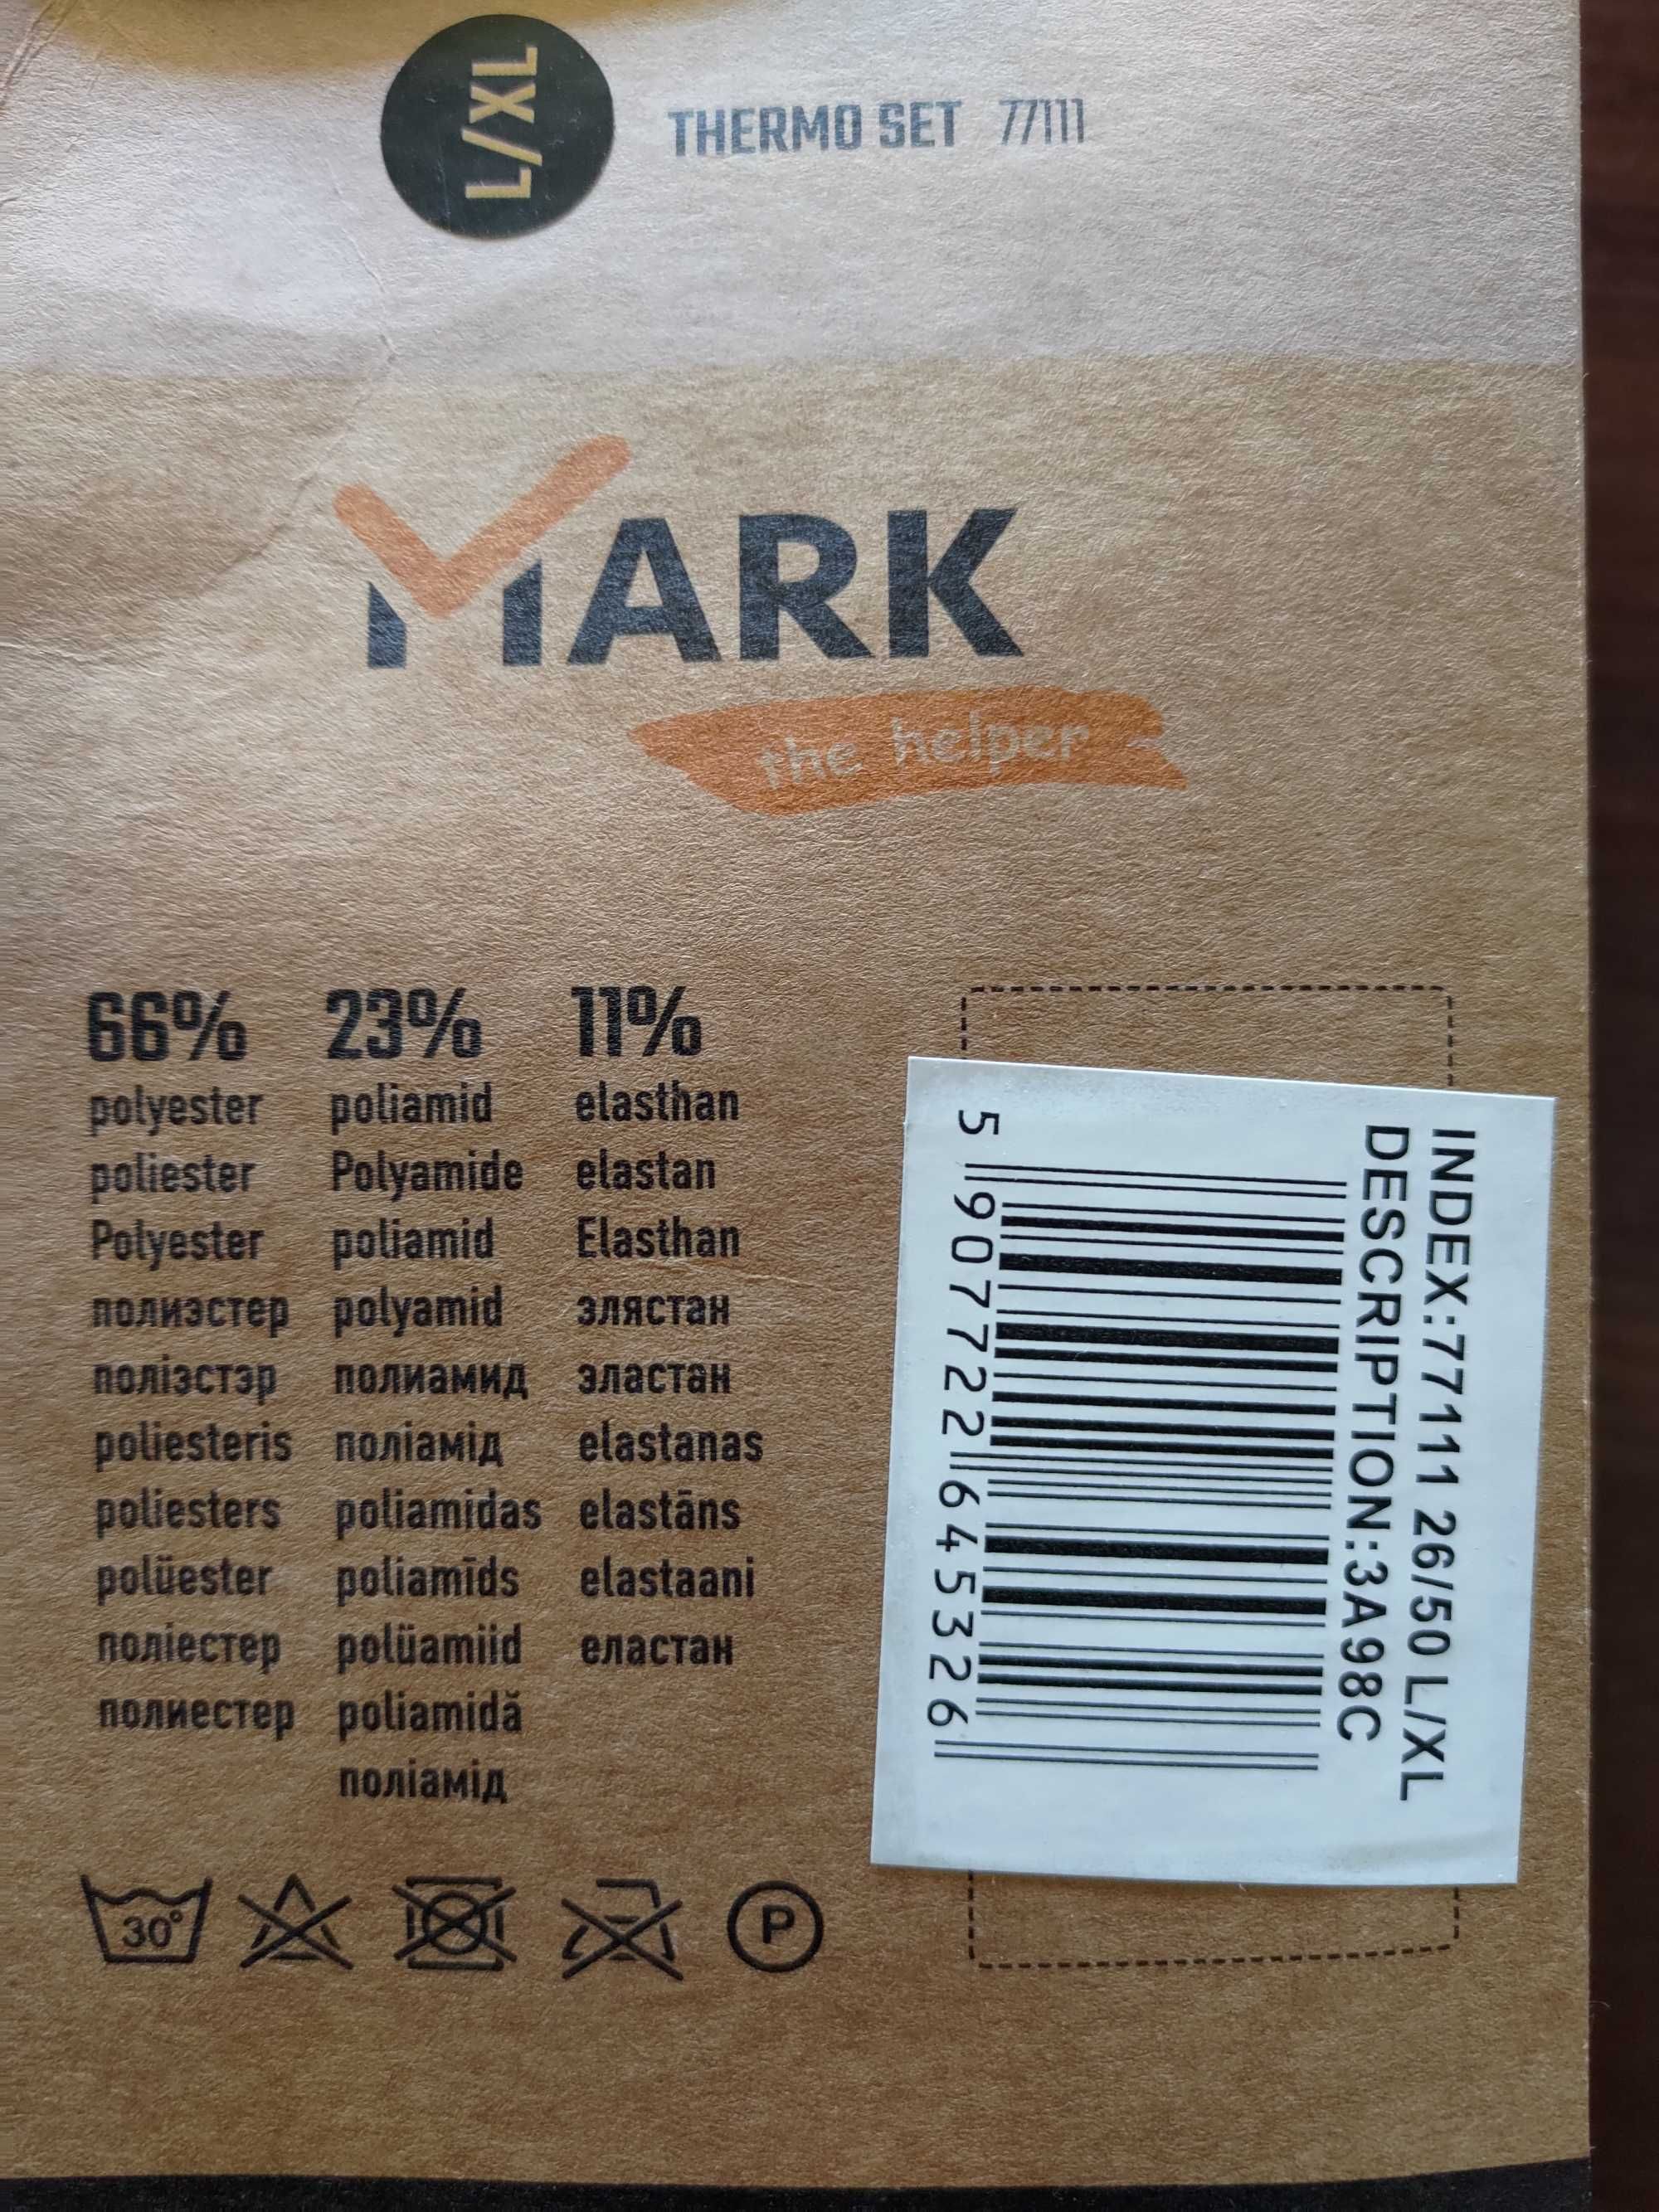 L/XL
THERMO SET 77111
MARK
the helper
66% 23% 11%
polyester poliamid elasthan
poliester Polyamide elastan
Polyester poliamid Elasthan
полиэстер polyamid элястан
поліэстэр полиамид эластан
poliesteris поліамід elastanas
poliesters poliamidas elastāns
polüester poliamīds elastaani
поліестер polüamiid еластан
полиестер poliamidă
поліамід
30°
P
INDEX:77111 26/50 L/XL
DESCRIPTION:3A98C
5 907722 645326